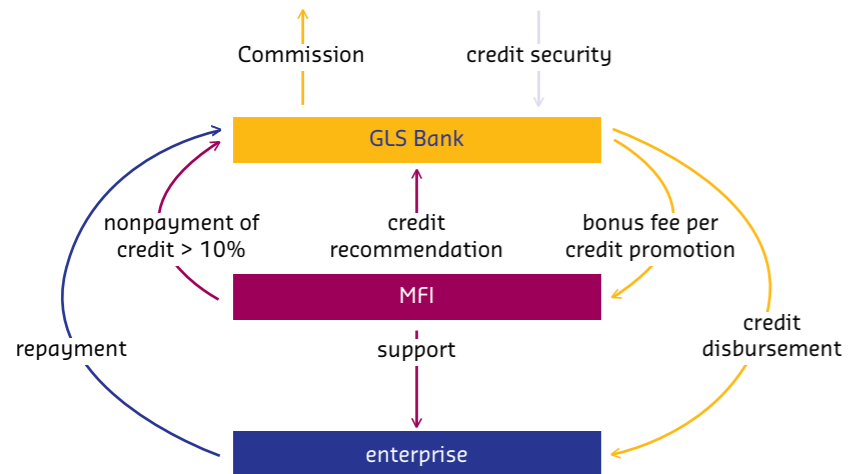 Commission
credit security
GLS Bank
nonpayment of
credit > 10%
credit
recommendation
bonus fee per
credit promotion
MFI
repayment
support
credit
disbursement
enterprise